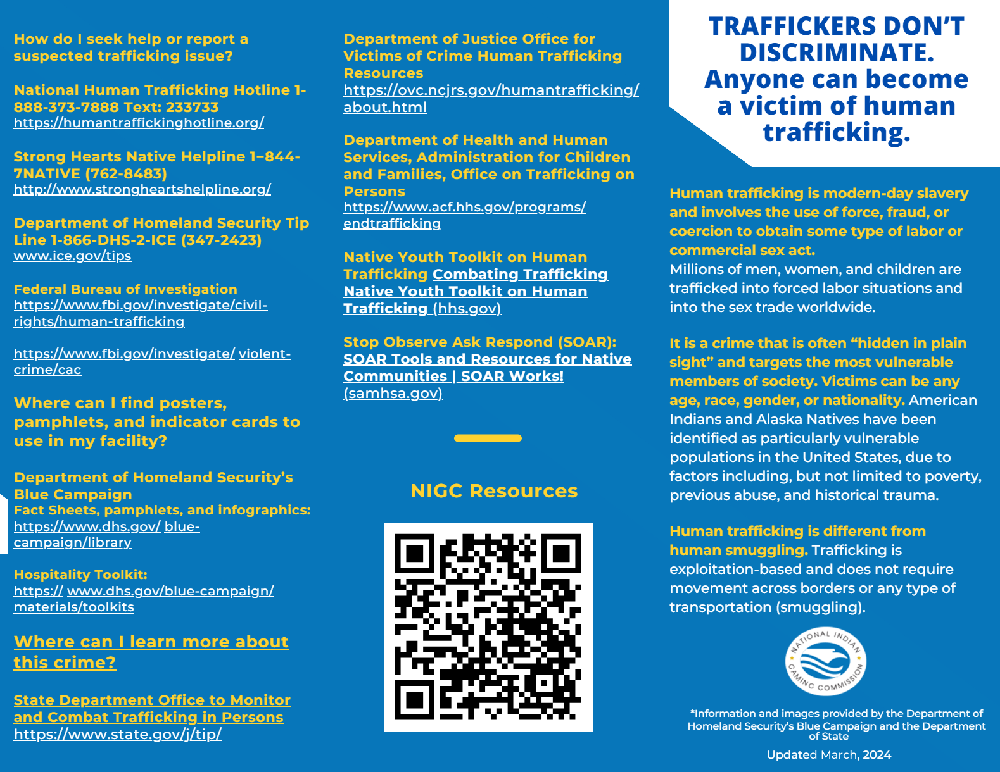 How do I seek help or report a
suspected trafficking issue?
National Human Trafficking Hotline 1-
888-373-7888 Text: 233733
https://humantraffickinghotline.org/
Strong Hearts Native Helpline 1–844-
7NATIVE (762-8483)
http://www.strongheartshelpline.org/
Department of Homeland Security Tip
Line 1-866-DHS-2-ICE (347-2423)
www.ice.gov/tips
Federal Bureau of Investigation
https://www.fbi.gov/investigate/civil-
rights/human-trafficking
https://www.fbi.gov/investigate/ violent-
crime/cac
Where can I find posters,
pamphlets, and indicator cards to
use in my facility?
Department of Homeland Security’s
Blue Campaign
Fact Sheets, pamphlets, and infographics:
https://www.dhs.gov/ blue-
campaign/library
Hospitality Toolkit:
https:// www.dhs.gov/blue-campaign/
materials/toolkits
Where can I learn more about
this crime?
State Department Office to Monitor
and Combat Trafficking in Persons
https://www.state.gov/j/tip/
Department of Justice Office for
Victims of Crime Human Trafficking
Resources
https://ovc.ncjrs.gov/humantrafficking/
about.html
Department of Health and Human
Services, Administration for Children
and Families, Office on Trafficking on
Persons
https://www.acf.hhs.gov/programs/
endtrafficking
Native Youth Toolkit on Human
Trafficking Combating Trafficking
Native Youth Toolkit on Human
Trafficking (hhs.gov)
Stop Observe Ask Respond (SOAR):
SOAR Tools and Resources for Native
Communities | SOAR Works!
(samhsa.gov)
NIGC Resources
TRAFFICKERS DON’T
DISCRIMINATE.
Anyone can become
a victim of human
trafficking.
Human trafficking is modern-day slavery
and involves the use of force, fraud, or
coercion to obtain some type of labor or
commercial sex act.
Millions of men, women, and children are
trafficked into forced labor situations and
into the sex trade worldwide.
It is a crime that is often “hidden in plain
sight” and targets the most vulnerable
members of society. Victims can be any
age, race, gender, or nationality. American
Indians and Alaska Natives have been
identified as particularly vulnerable
populations in the United States, due to
factors including, but not limited to poverty,
previous abuse, and historical trauma.
Human trafficking is different from
human smuggling. Trafficking is
exploitation-based and does not require
movement across borders or any type of
transportation (smuggling).
NATIONAL INDIAN
GAMING COMMISSION
*Information and images provided by the Department of
Homeland Security’s Blue Campaign and the Department
of State
Updated March, 2024